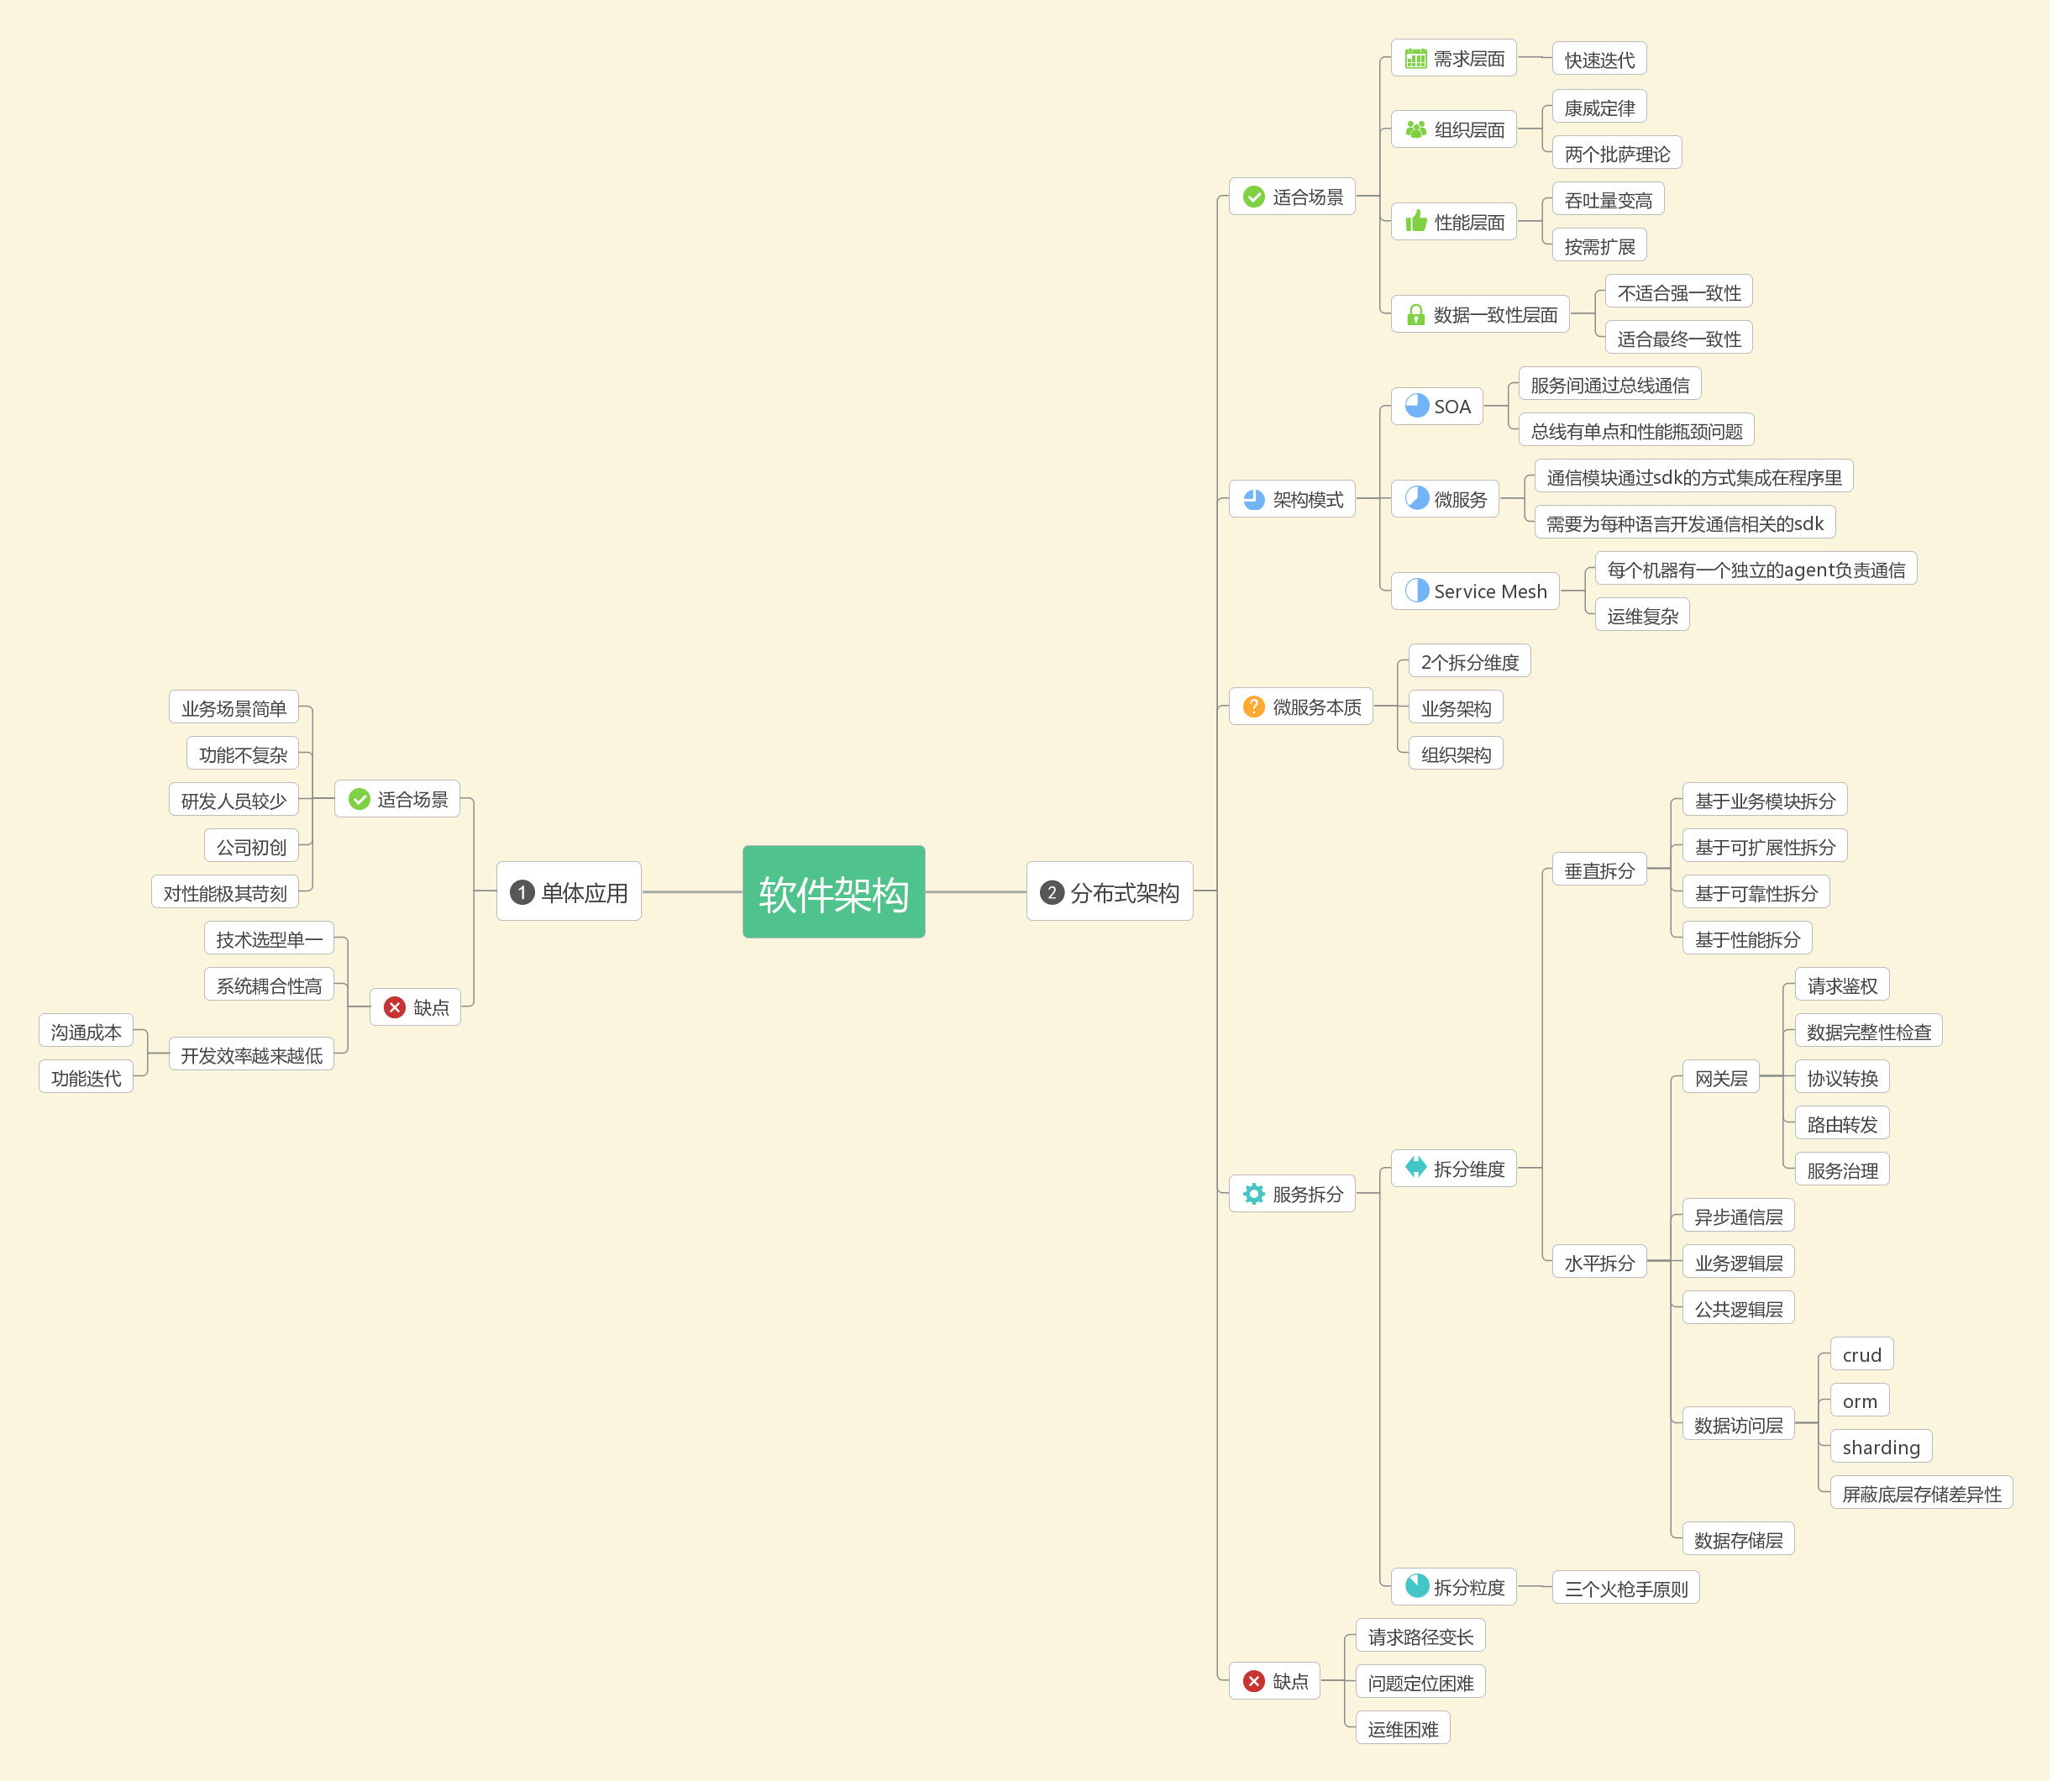 软件架构
1 单体应用
适合场景
业务场景简单
功能不复杂
研发人员较少
公司初创
对性能极其苛刻
缺点
技术选型单一
系统耦合性高
开发效率越来越低
沟通成本
功能迭代
2 分布式架构
适合场景
需求层面
快速迭代
组织层面
康威定律
两个批萨理论
性能层面
吞吐量变高
按需扩展
数据一致性层面
不适合强一致性
适合最终一致性
架构模式
SOA
服务间通过总线通信
总线有单点和性能瓶颈问题
微服务
通信模块通过sdk的方式集成在程序里
需要为每种语言开发通信相关的sdk
Service Mesh
每个机器有一个独立的agent负责通信
运维复杂
微服务本质
2个拆分维度
业务架构
组织架构
服务拆分
拆分维度
垂直拆分
基于业务模块拆分
基于可扩展性拆分
基于可靠性拆分
基于性能拆分
水平拆分
网关层
请求鉴权
数据完整性检查
协议转换
路由转发
服务治理
异步通信层
业务逻辑层
公共逻辑层
数据访问层
crud
orm
sharding
屏蔽底层存储差异性
数据存储层
拆分粒度
三个火枪手原则
缺点
请求路径变长
问题定位困难
运维困难